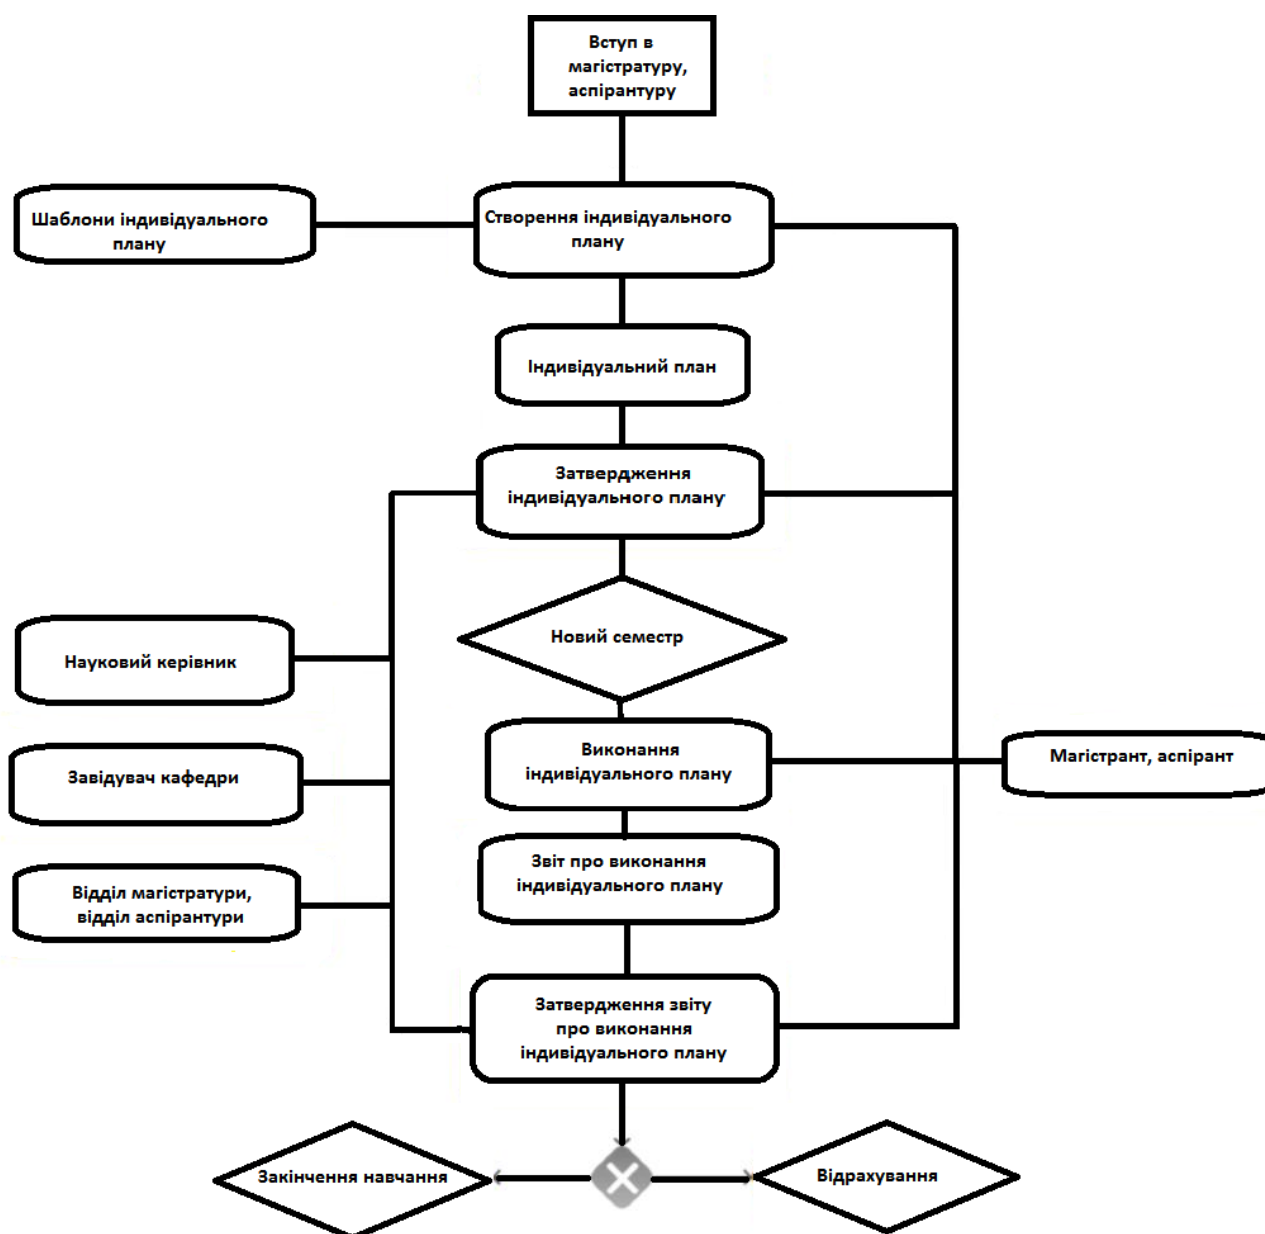 Вступ в
магістратуру,
аспірантуру
Шаблони індивідуального
плану
Створення індивідуального
плану
Індивідуальний план
Затвердження
індивідуального плану
Новий семестр
Науковий керівник
Виконання
індивідуального плану
Магістрант, аспірант
Завідувач кафедри
Звіт про виконання
індивідуального плану
Відділ магістратури,
відділ аспірантури
Затвердження звіту
про виконання
індивідуального плану
Закінчення навчання
Відрахування